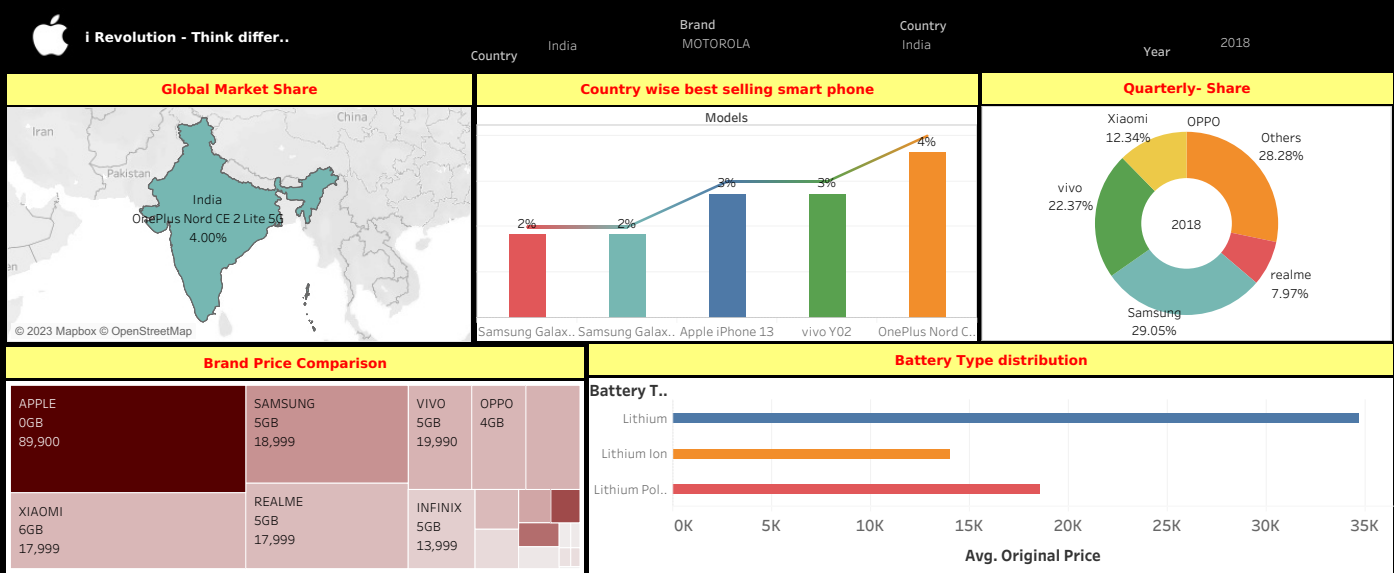 i Revolution - Think differ..
Country
India
Brand
MOTOROLA
Country
India
Year
2018
Global Market Share
Country wise best selling smart phone
Quarterly- Share
Iran
China
Pakistan
India
OnePlus Nord CE 2 Lite 5G
4.00%
en
© 2023 Mapbox © OpenStreetMap
Models
2%
2%
3%
3%
4%
Samsung Galax..
Samsung Galax..
Apple iPhone 13
vivo Y02
OnePlus Nord C..
Xiaomi
12.34%
OPPO
Others
28.28%
vivo
22.37%
2018
realme
7.97%
Samsung
29.05%
Brand Price Comparison
Battery Type distribution
APPLE
0GB
89,900
SAMSUNG
5GB
18,999
VIVO
5GB
19,990
OPPO
4GB
XIAOMI
6GB
17,999
REALME
5GB
17,999
INFINIX
5GB
13,999
Battery T..
Lithium
Lithium Ion
Lithium Pol..
0K
5K
10K
15K
20K
25K
30K
35K
Avg. Original Price